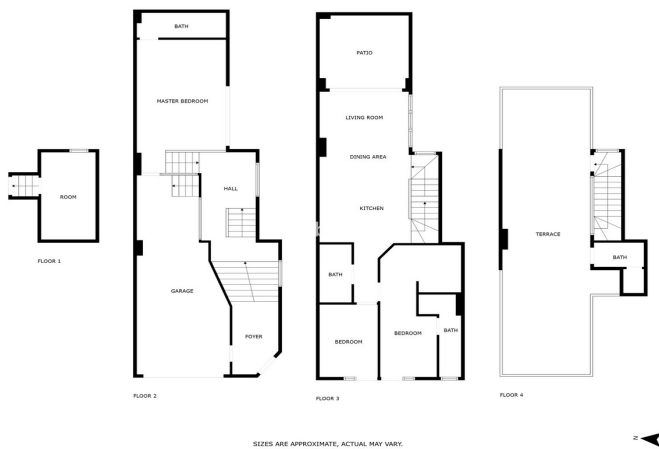 BATH
MASTER BEDROOM
HALL
GARAGE
FOYER
FLOOR 2
ROOM
FLOOR 1
PATIO
LIVING ROOM
DINING AREA
KITCHEN
BATH
BEDROOM
BEDROOM
BATH
FLOOR 3
TERRACE
BATH
FLOOR 4
SIZES ARE APPROXIMATE, ACTUAL MAY VARY.
N